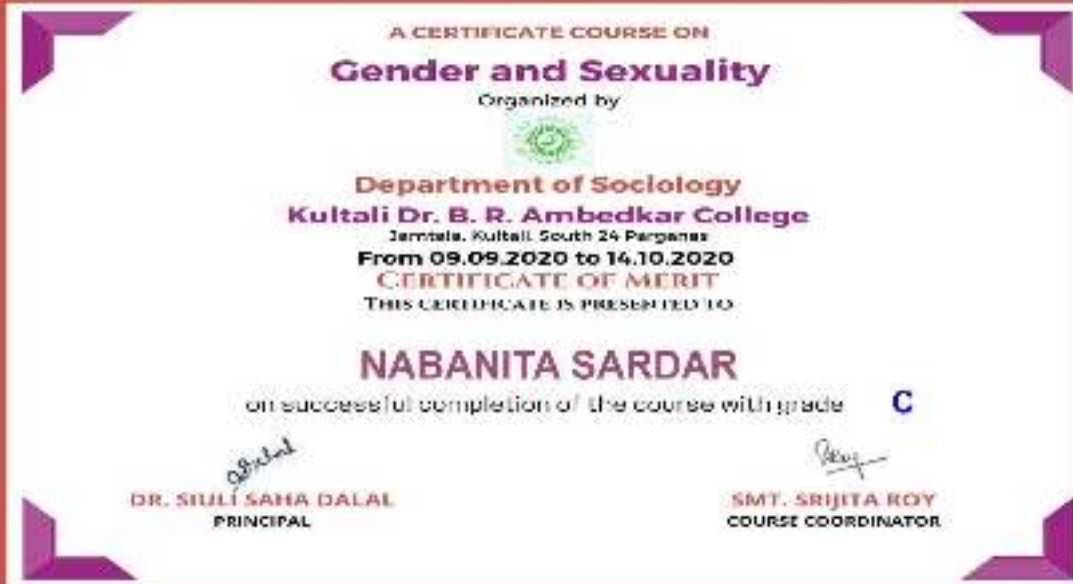 A CERTIFICATE COURSE ON
Gender and Sexuality
Organized by
Department of Sociology
Kultali Dr. B. R. Ambedkar College
Jamtala, Kultali, South 24 Parganas
From 09.09.2020 to 14.10.2020
CERTIFICATE OF MERIT
THIS CERTIFICATE IS PRESENTED TO
NABANITA SARDAR
on successful completion of the course with grade C
DR. SIULI SAHA DALAL
PRINCIPAL
SMT. SRIJITA ROY
COURSE COORDINATOR